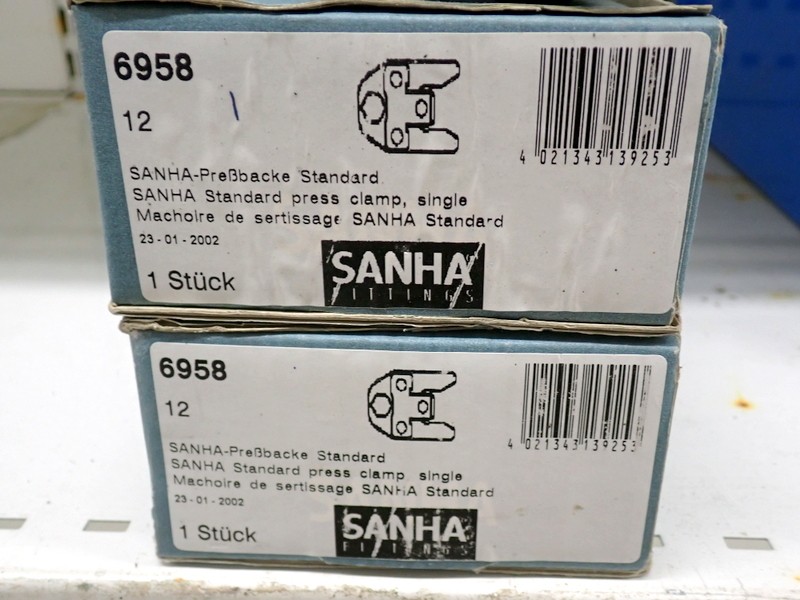 6958
12
SANHA-Preßbacke Standard
SANHA Standard press clamp, single
Machoire de sertissage SANHA Standard
23-01-2002
1 Stück
SANHA
FITTINGS
4 021343 139253
6958
12
SANHA-Preßbacke Standard
SANHA Standard press clamp single
Machoire de sertissage SANHA Standard
23-01-2002
1 Stück
SANHA
FITTINGS
4 021343 139253